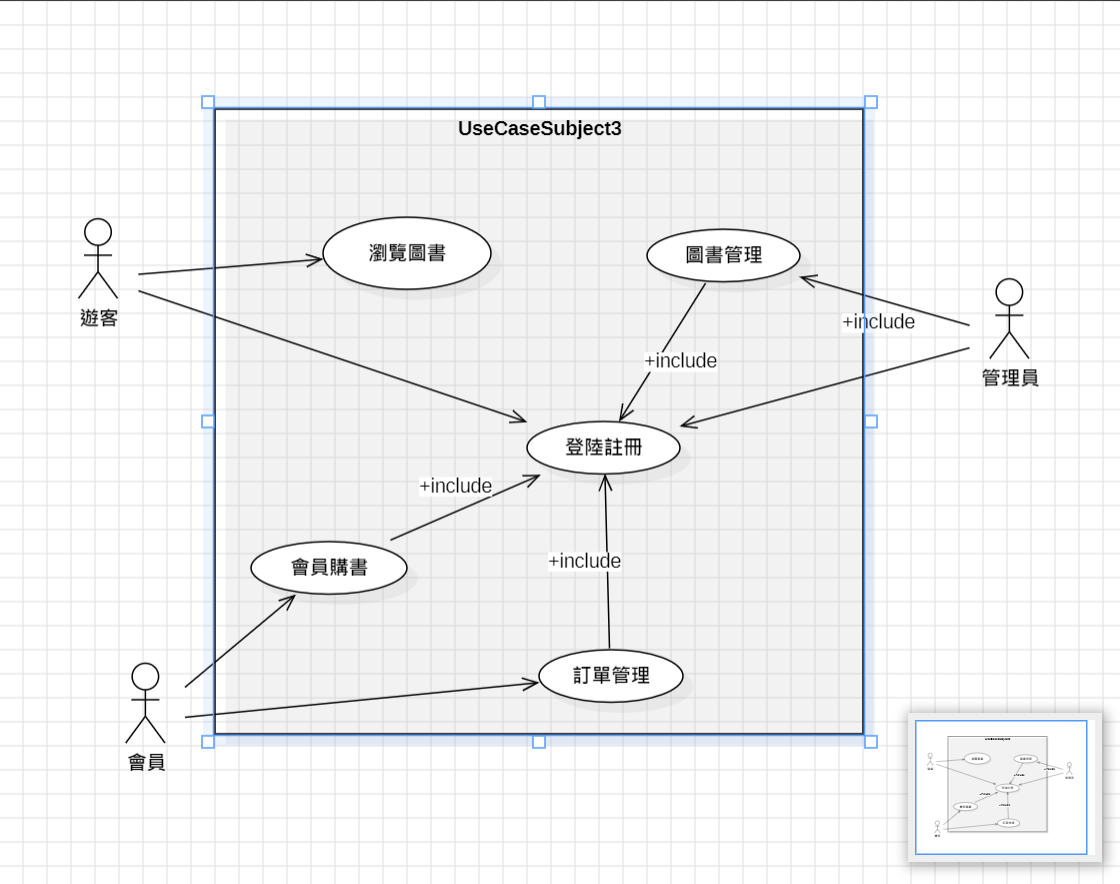 UseCaseSubject3
瀏覽圖書
圖書管理
遊客
+include
+include
管理員
登陸註冊
+include
+include
會員購書
訂單管理
會員